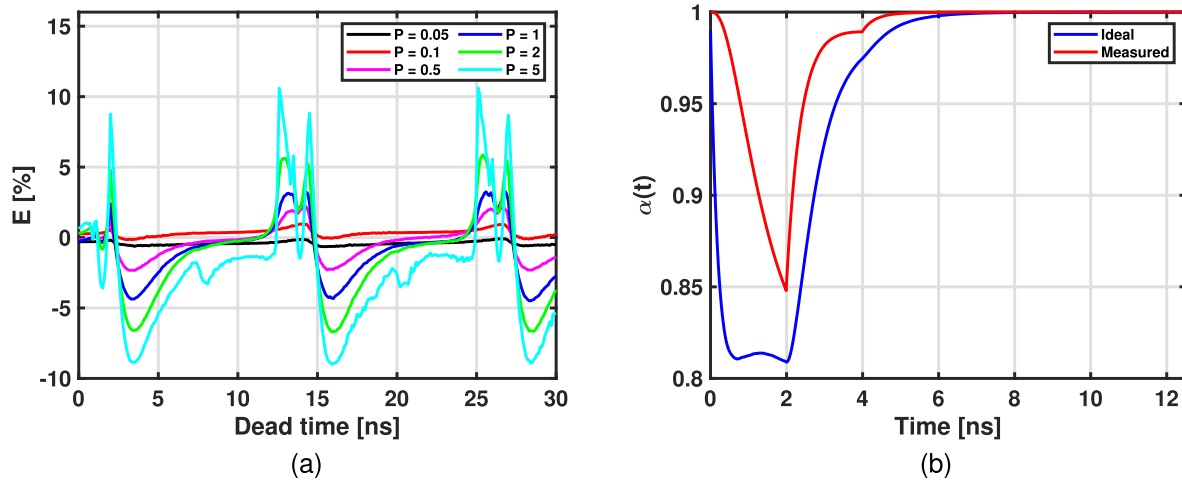 15
10
5
0
-5
-10
E [%]
P = 0.05 P = 1
P = 0.1 P = 2
P = 0.5 P = 5
0 5 10 15 20 25 30
Dead time [ns]
(a)
1
0.95
0.9
0.85
0.8
α(t)
Ideal
Measured
0 2 4 6 8 10 12
Time [ns]
(b)